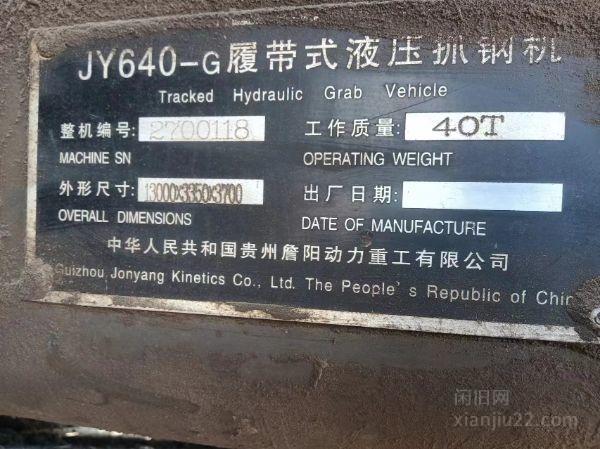 JY640-G履带式液压抓钢机
Tracked Hydraulic Grab Vehicle
整机编号: 2700118 工作质量: 40T
MACHINE SN OPERATING WEIGHT
外形尺寸: 13000x3350x3700 出厂日期:
OVERALL DIMENSIONS DATE OF MANUFACTURE
中华人民共和国贵州詹阳动力重工有限公司
Guizhou Jonyang Kinetics Co., Ltd. The People's Republic of Chin
闲旧网
xianjiu22.com